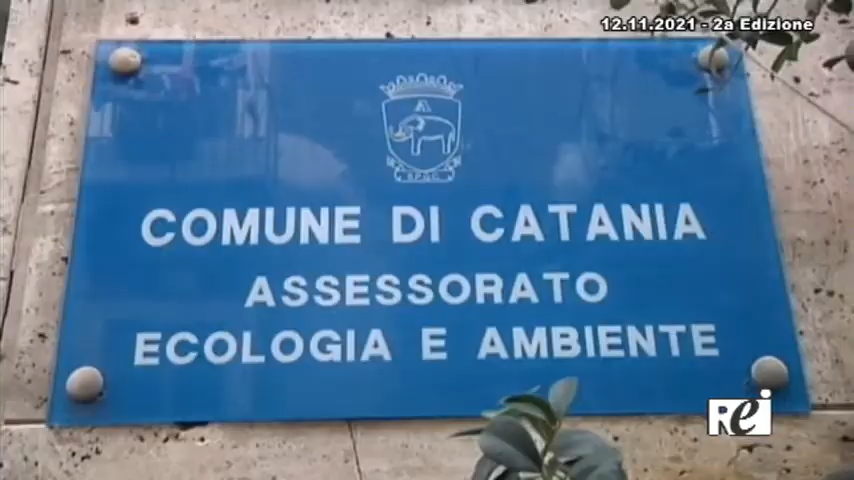 12.11.2021 - 2a Edizione
S.P.Q.C.
COMUNE DI CATANIA
ASSESSORATO
ECOLOGIA E AMBIENTE
REi